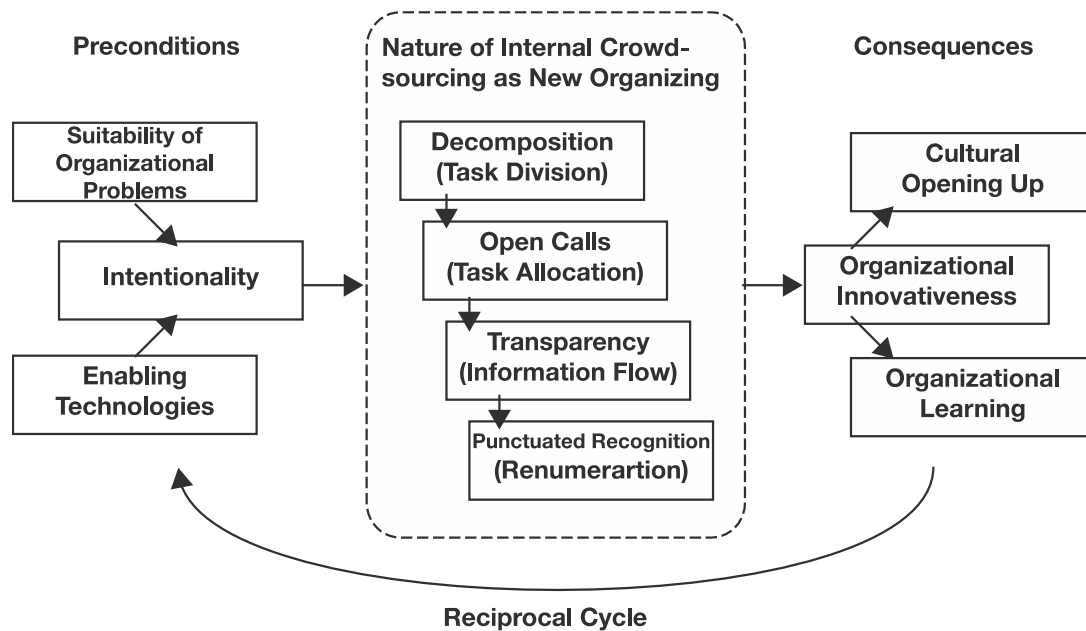 Preconditions
Suitability of
Organizational
Problems
Intentionality
Enabling
Technologies
Nature of Internal Crowd-
sourcing as New Organizing
Decomposition
(Task Division)
Open Calls
(Task Allocation)
Transparency
(Information Flow)
Punctuated Recognition
(Renumerartion)
Consequences
Cultural
Opening Up
Organizational
Innovativeness
Organizational
Learning
Reciprocal Cycle